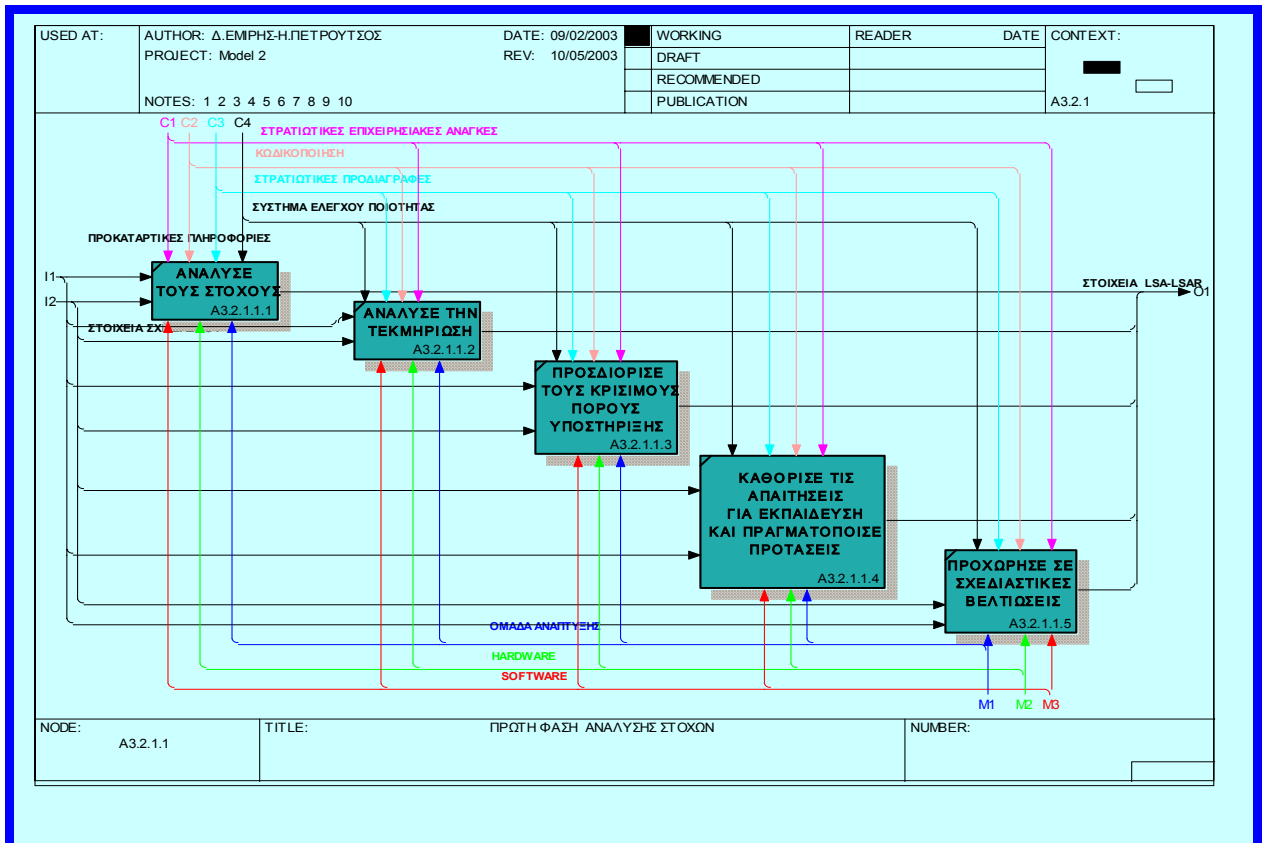 USED AT:
AUTHOR: Δ.ΕΜΙΡΗΣ-Η.ΠΕΤΡΟΥΤΣΟΣ
DATE: 09/02/2003
WORKING
READER
DATE
CONTEXT:
PROJECT: Model 2
REV: 10/05/2003
DRAFT
RECOMMENDED
NOTES: 1 2 3 4 5 6 7 8 9 10
PUBLICATION
A3.2.1
C1 C2 C3 C4
ΣΤΡΑΤΙΩΤΙΚΕΣ ΕΠΙΧΕΙΡΗΣΙΑΚΕΣ ΑΝΑΓΚΕΣ
ΚΩΔΙΚΟΠΟΙΗΣΗ
ΣΤΡΑΤΙΩΤΙΚΕΣ ΠΡΟΔΙΑΓΡΑΦΕΣ
ΣΥΣΤΗΜΑ ΕΛΕΓΧΟΥ ΠΟΙΟΤΗΤΑΣ
ΠΡΟΚΑΤΑΡΤΙΚΕΣ ΠΛΗΡΟΦΟΡΙΕΣ
I1
I2
ΑΝΑΛΥΣΕ
ΤΟΥΣ ΣΤΟΧΟΥΣ
A3.2.1.1.1
ΣΤΟΙΧΕΙΑ LSA-LSAR
O1
ΣΤΟΙΧΕΙΑ
ΑΝΑΛΥΣΕ ΤΗΝ
ΤΕΚΜΗΡΙΩΣΗ
A3.2.1.1.2
ΠΡΟΣΔΙΟΡΙΣΕ
ΤΟΥΣ ΚΡΙΣΙΜΟΥΣ
ΠΟΡΟΥΣ
ΥΠΟΣΤΗΡΙΞΗΣ
A3.2.1.1.3
ΚΑΘΟΡΙΣΕ ΤΙΣ
ΑΠΑΙΤΗΣΕΙΣ
ΓΙΑ ΕΚΠΑΙΔΕΥΣΗ
ΚΑΙ ΠΡΑΓΜΑΤΟΠΟΙΣΕ
ΠΡΟΤΑΣΕΙΣ
A3.2.1.1.4
ΠΡΟΧΩΡΗΣΕ ΣΕ
ΣΧΕΔΙΑΣΤΙΚΕΣ
ΒΕΛΤΙΩΣΕΙΣ
A3.2.1.1.5
ΟΜΑΔΑ ΑΝΑΠΤΥΞΗΣ
HARDWARE
SOFTWARE
M1 M2 M3
NODE:
A3.2.1.1
TITLE:
ΠΡΩΤΗ ΦΑΣΗ ΑΝΑΛΥΣΗΣ ΣΤΟΧΩΝ
NUMBER: